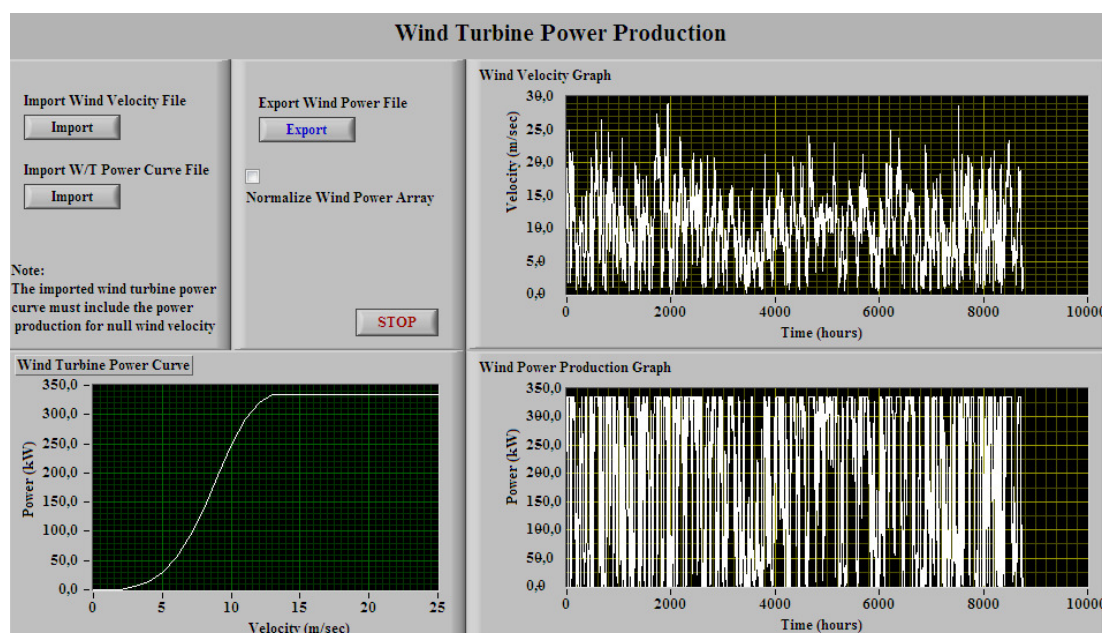 Wind Turbine Power Production
Import Wind Velocity File
Import
Import W/T Power Curve File
Import
Note:
The imported wind turbine power
curve must include the power
production for null wind velocity
Export Wind Power File
Export
Normalize Wind Power Array
STOP
Wind Velocity Graph
30,0
25,0
20,0
15,0
10,0
5,0
0,0
Velocity (m/sec)
0
2000
4000
6000
8000
10000
Time (hours)
Wind Turbine Power Curve
350,0
300,0
250,0
200,0
150,0
100,0
50,0
0,0
Power (kW)
0
5
10
15
20
25
Velocity (m/sec)
Wind Power Production Graph
350,0
300,0
250,0
200,0
150,0
100,0
50,0
0,0
Power (kW)
0
2000
4000
6000
8000
10000
Time (hours)